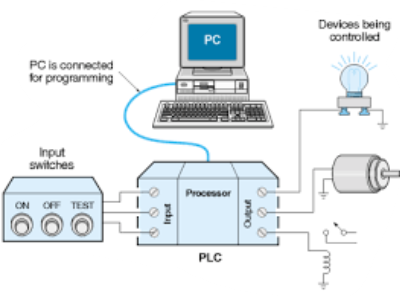 Devices being
controlled
PC
PC is connected
for programming
Input
switches
ON OFF TEST
Input
Processor
Output
PLC